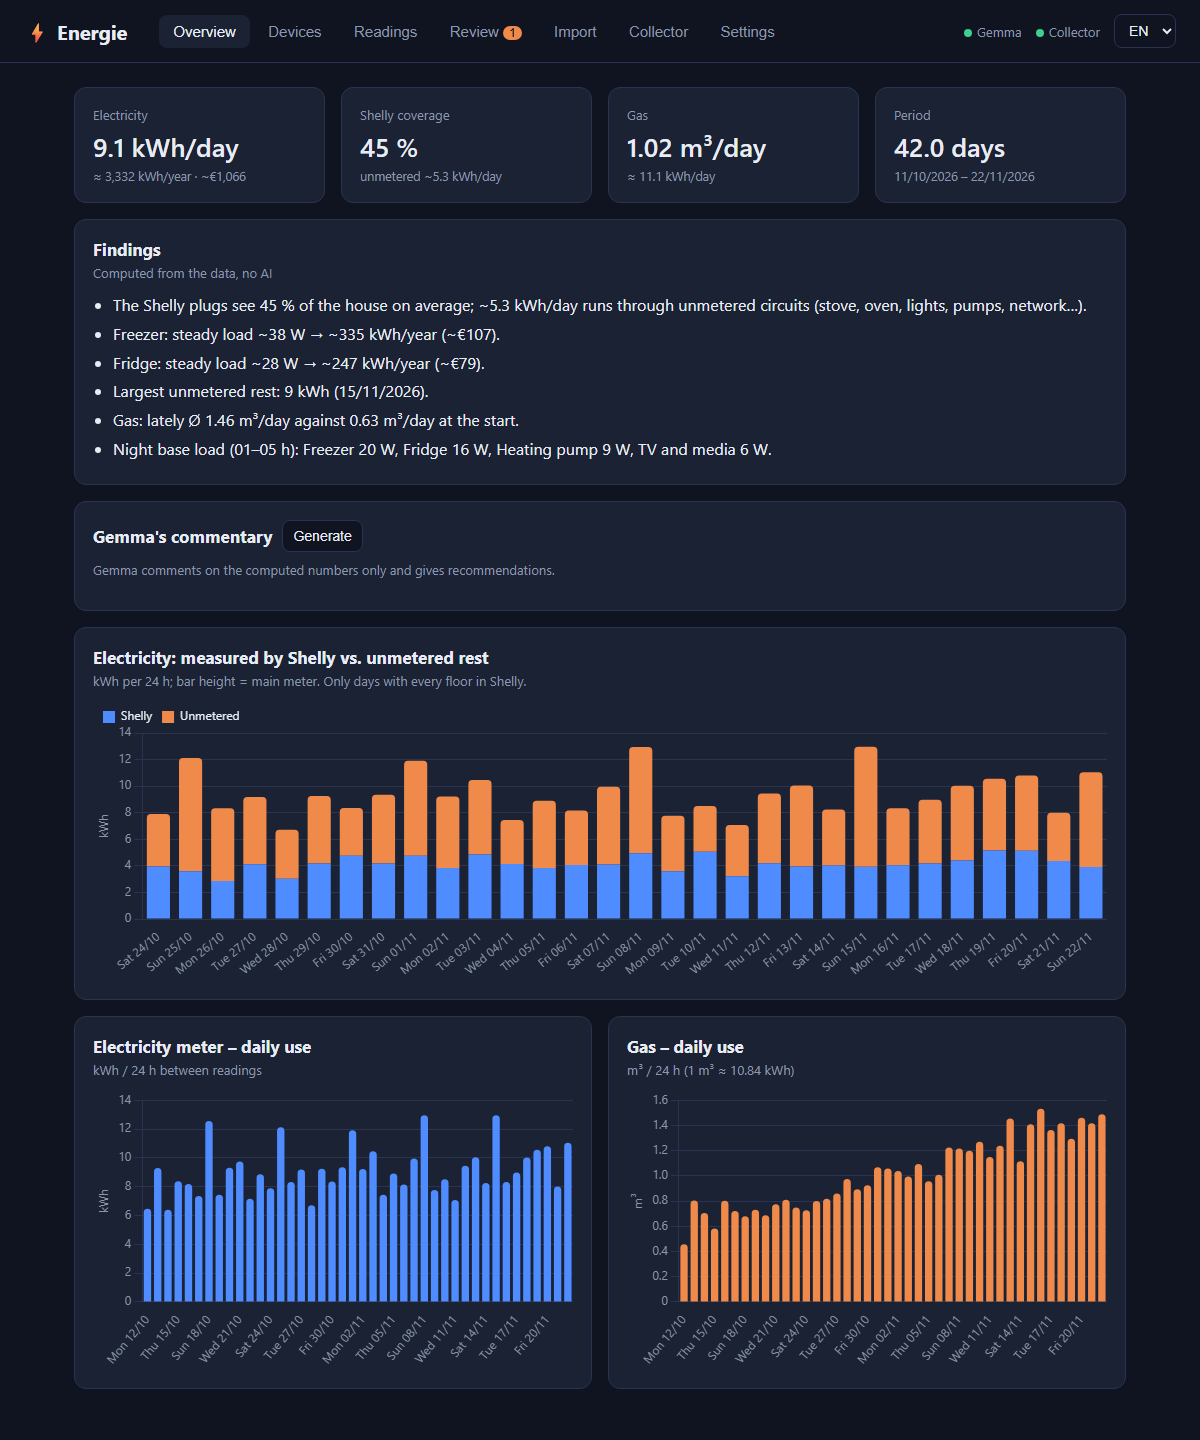 Energie
Overview Devices Readings Review 1 Import Collector Settings
Gemma Collector EN
Electricity
9.1 kWh/day
≈ 3,332 kWh/year · ~€1,066
Shelly coverage
45 %
unmetered ~5.3 kWh/day
Gas
1.02 m³/day
≈ 11.1 kWh/day
Period
42.0 days
11/10/2026 – 22/11/2026
Findings
Computed from the data, no AI
The Shelly plugs see 45 % of the house on average; ~5.3 kWh/day runs through unmetered circuits (stove, oven, lights, pumps, network…).
Freezer: steady load ~38 W → ~335 kWh/year (~€107).
Fridge: steady load ~28 W → ~247 kWh/year (~€79).
Largest unmetered rest: 9 kWh (15/11/2026).
Gas: lately Ø 1.46 m³/day against 0.63 m³/day at the start.
Night base load (01–05 h): Freezer 20 W, Fridge 16 W, Heating pump 9 W, TV and media 6 W.
Gemma's commentary Generate
Gemma comments on the computed numbers only and gives recommendations.
Electricity: measured by Shelly vs. unmetered rest
kWh per 24 h; bar height = main meter. Only days with every floor in Shelly.
Shelly Unmetered
14
12
10
8
6
4
2
0
kWh
Sat 24/10 Sun 25/10 Mon 26/10 Tue 27/10 Wed 28/10 Thu 29/10 Fri 30/10 Sat 31/10 Sun 01/11 Mon 02/11 Tue 03/11 Wed 04/11 Thu 05/11 Fri 06/11 Sat 07/11 Sun 08/11 Mon 09/11 Tue 10/11 Wed 11/11 Thu 12/11 Fri 13/11 Sat 14/11 Sun 15/11 Mon 16/11 Tue 17/11 Wed 18/11 Thu 19/11 Fri 20/11 Sat 21/11 Sun 22/11
Electricity meter – daily use
kWh / 24 h between readings
14
12
10
8
6
4
2
0
kWh
Mon 12/10 Thu 15/10 Sun 18/10 Wed 21/10 Sat 24/10 Tue 27/10 Fri 30/10 Mon 02/11 Thu 05/11 Sun 08/11 Wed 11/11 Sat 14/11 Tue 17/11 Fri 20/11
Gas – daily use
m³ / 24 h (1 m³ ≈ 10.84 kWh)
1.6
1.4
1.2
1.0
0.8
0.6
0.4
0.2
0
m³
Mon 12/10 Thu 15/10 Sun 18/10 Wed 21/10 Sat 24/10 Tue 27/10 Fri 30/10 Mon 02/11 Thu 05/11 Sun 08/11 Wed 11/11 Sat 14/11 Tue 17/11 Fri 20/11